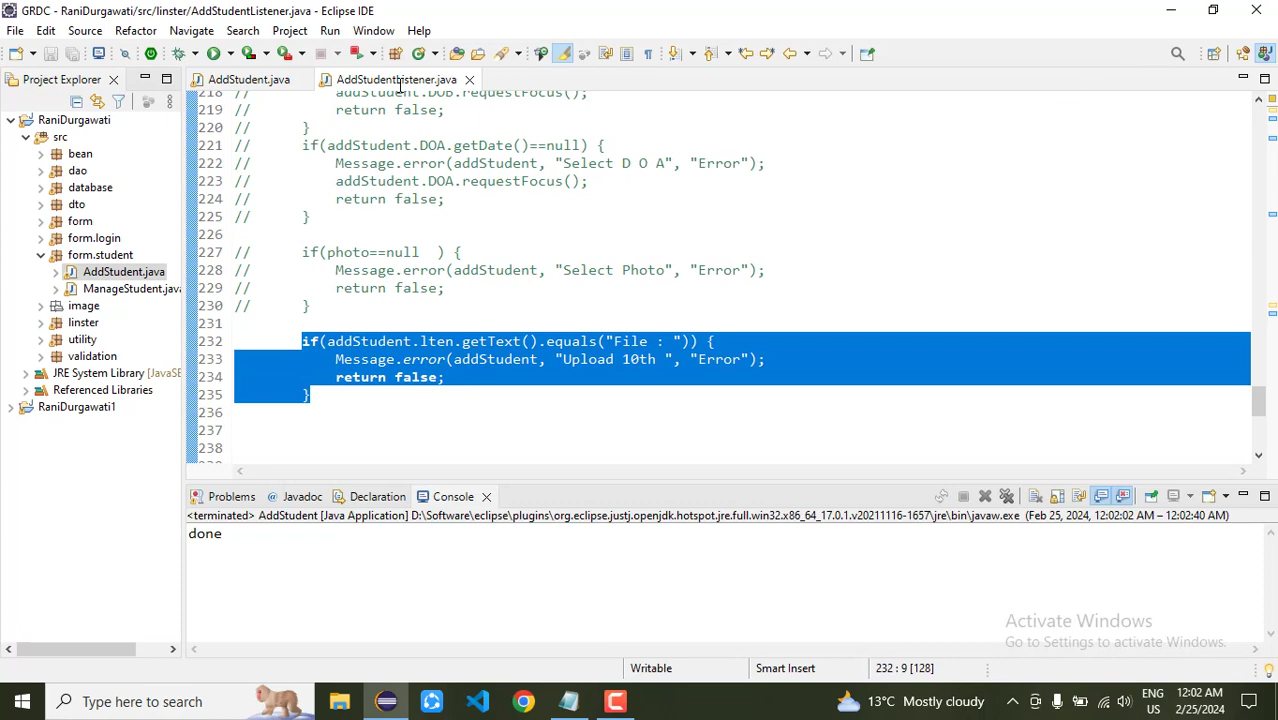 GRDC - RaniDurgawati/src/linster/AddStudentListener.java - Eclipse IDE
File Edit Source Refactor Navigate Search Project Run Window Help
Project Explorer
AddStudent.java
AddStudentListener.java
RaniDurgawati
src
bean
dao
database
dto
form
form.login
form.student
AddStudent.java
ManageStudent.java
image
linster
utility
validation
JRE System Library [JavaSE
Referenced Libraries
RaniDurgawati1
218 // addStudent.DOB.requestFocus();
219 // return false;
220 // }
221 // if(addStudent.DOA.getDate()==null) {
222 // Message.error(addStudent, "Select D O A", "Error");
223 // addStudent.DOA.requestFocus();
224 // return false;
225 // }
226
227 // if(photo==null ) {
228 // Message.error(addStudent, "Select Photo", "Error");
229 // return false;
230 // }
231
232 if(addStudent.lten.getText().equals("File : ")) {
233 Message.error(addStudent, "Upload 10th ", "Error");
234 return false;
235 }
236
237
238
Problems Javadoc Declaration Console
<terminated> AddStudent [Java Application] D:\Software\eclipse\plugins\org.eclipse.justj.openjdk.hotspot.jre.full.win32.x86_64_17.0.1.v20211116-1657\jre\bin\javaw.exe (Feb 25, 2024, 12:02:02 AM – 12:02:40 AM)
done
Activate Windows
Go to Settings to activate Windows.
Writable Smart Insert 232 : 9 [128]
Type here to search
13°C Mostly cloudy
ENG
US
12:02 AM
2/25/2024